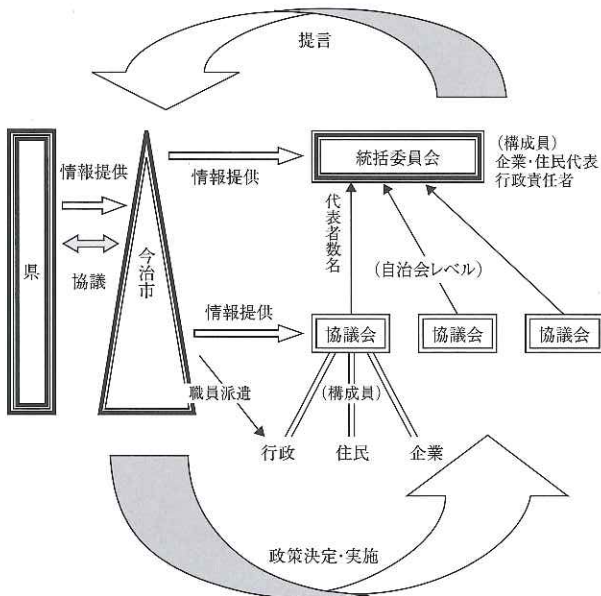 提言
県
情報提供
協議
今治市
情報提供
統括委員会
(構成員)
企業・住民代表
行政責任者
代表者数名
(自治会レベル)
情報提供
協議会
協議会
協議会
職員派遣
(構成員)
行政
住民
企業
政策決定・実施